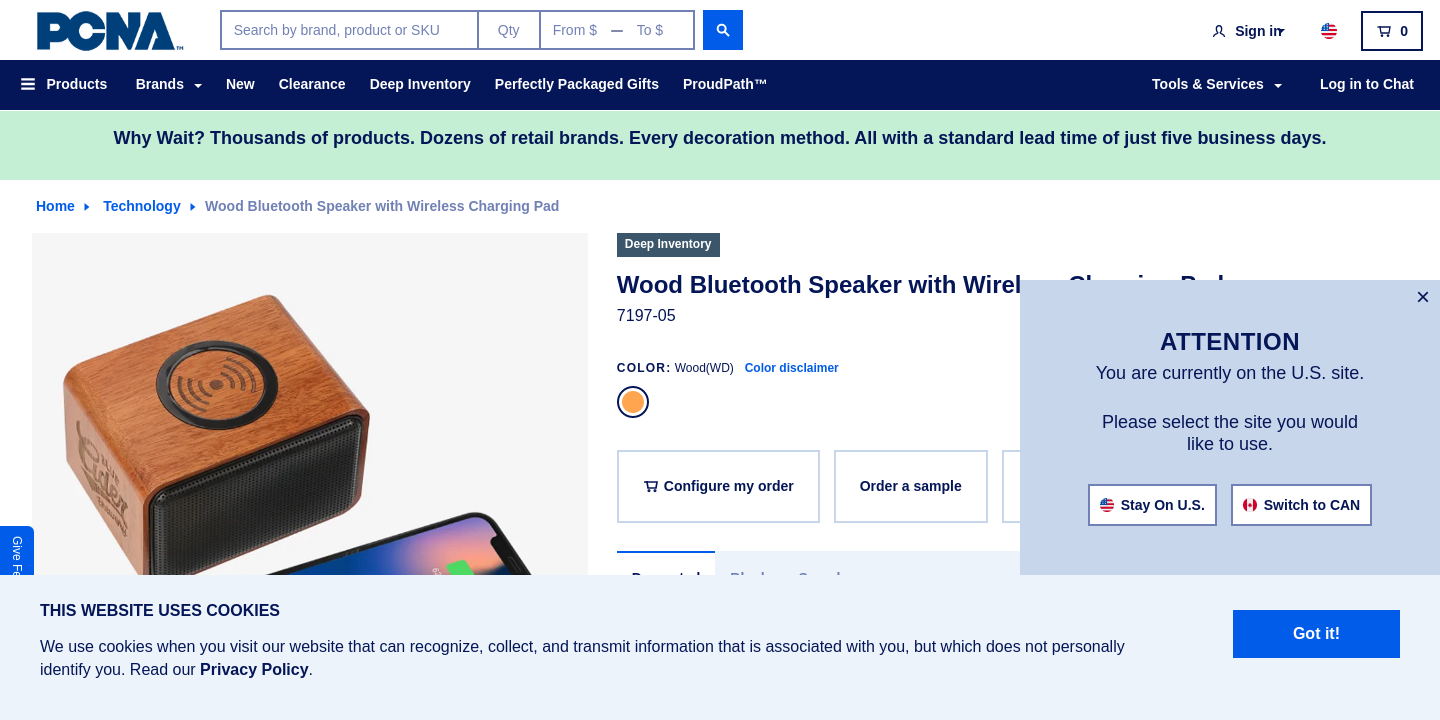 PCNA™
Search by brand, product or SKU
Qty
From $ — To $
Sign in
0
Products
Brands
New
Clearance
Deep Inventory
Perfectly Packaged Gifts
ProudPath™
Tools & Services
Log in to Chat
Why Wait? Thousands of products. Dozens of retail brands. Every decoration method. All with a standard lead time of just five business days.
Home
Technology
Wood Bluetooth Speaker with Wireless Charging Pad
Deep Inventory
Wood Bluetooth Speaker with
7197-05
COLOR: Wood(WD) Color disclaimer
Configure my order
Order a sample
×
ATTENTION
You are currently on the U.S. site.
Please select the site you would
like to use.
Stay On U.S.
Switch to CAN
Cider
Give
THIS WEBSITE USES COOKIES
We use cookies when you visit our website that can recognize, collect, and transmit information that is associated with you, but which does not personally
identify you. Read our Privacy Policy.
Got it!